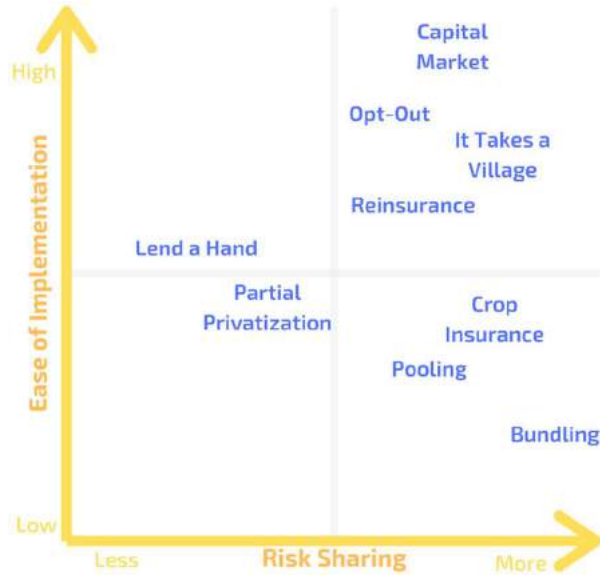 Capital
Market
High
Opt-Out
It Takes a
Village
Reinsurance
Lend a Hand
Ease of Implementation
Partial
Privatization
Crop
Insurance
Pooling
Bundling
Low
Less
Risk Sharing
More